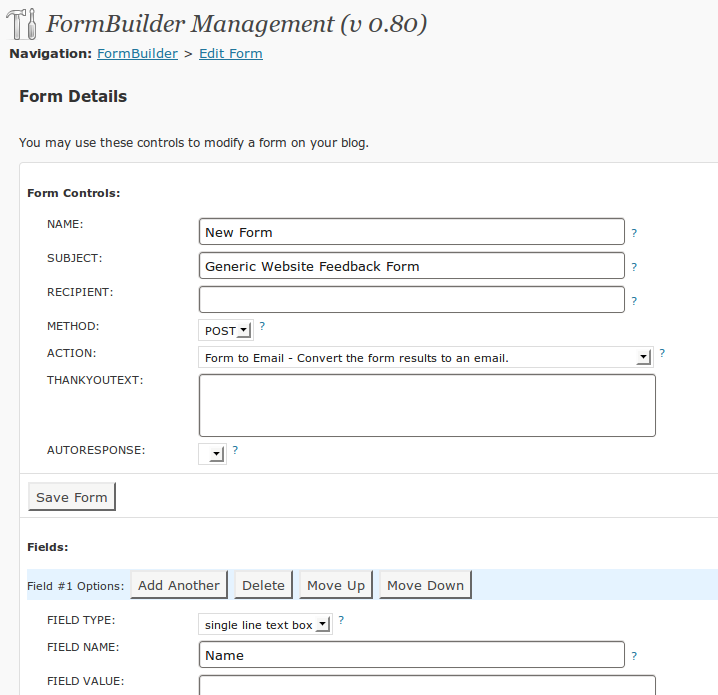 FormBuilder Management (v 0.80)
Navigation: FormBuilder > Edit Form
Form Details
You may use these controls to modify a form on your blog.
Form Controls:
NAME: New Form ?
SUBJECT: Generic Website Feedback Form ?
RECIPIENT: ?
METHOD: POST ?
ACTION: Form to Email - Convert the form results to an email. ?
THANKYOUTEXT:
AUTORESPONSE: ?
Save Form
Fields:
Field #1 Options: Add Another Delete Move Up Move Down
FIELD TYPE: single line text box ?
FIELD NAME: Name ?
FIELD VALUE: